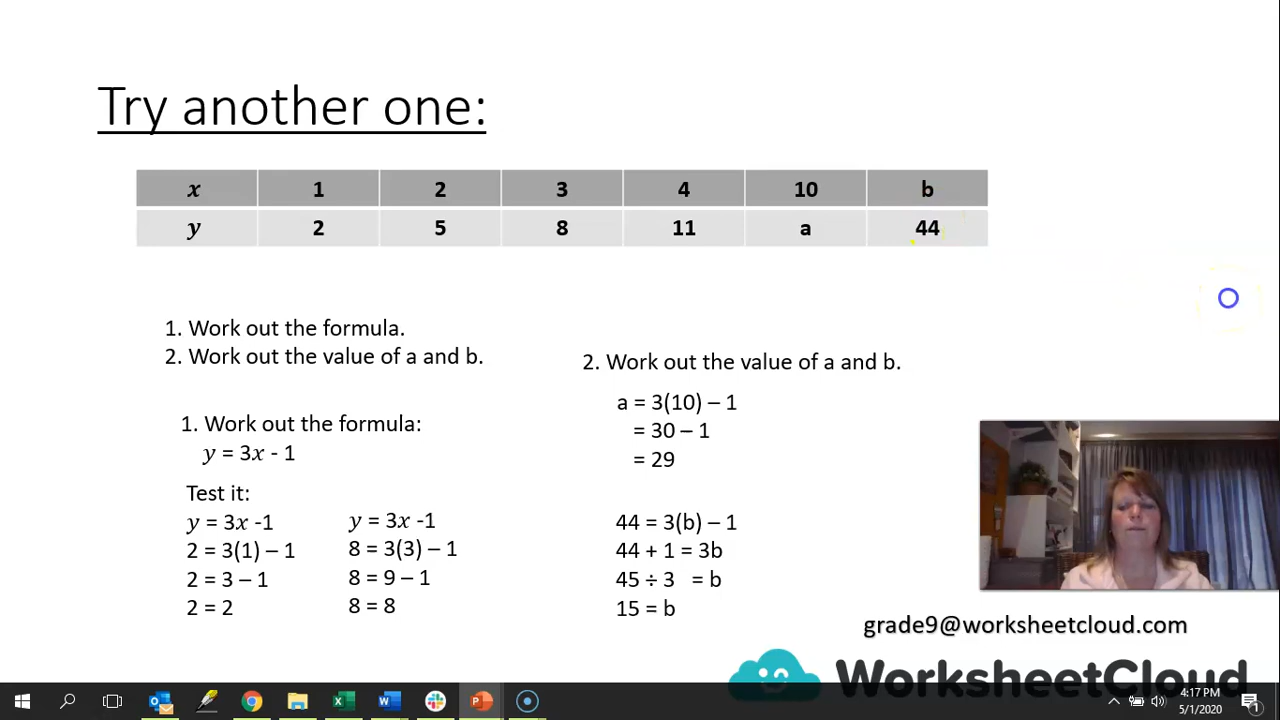 Try another one:
x 1 2 3 4 10 b
y 2 5 8 11 a 44
1. Work out the formula.
2. Work out the value of a and b.
1. Work out the formula:
y = 3x - 1
Test it:
y = 3x -1
2 = 3(1) – 1
2 = 3 – 1
2 = 2
y = 3x -1
8 = 3(3) – 1
8 = 9 – 1
8 = 8
2. Work out the value of a and b.
a = 3(10) – 1
= 30 – 1
= 29
44 = 3(b) – 1
44 + 1 = 3b
45 ÷ 3 = b
15 = b
grade9@worksheetcloud.com
WorksheetCloud
4:17 PM
5/1/2020